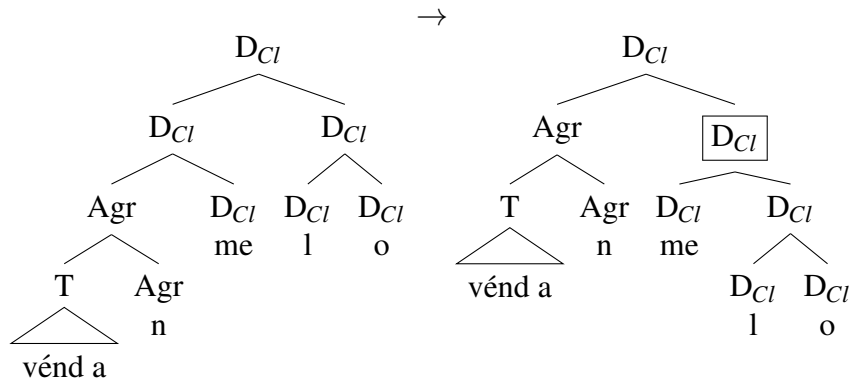 →
D_Cl D_Cl
D_Cl D_Cl Agr D_Cl
Agr D_Cl D_Cl D_Cl T Agr D_Cl D_Cl
me l o n me
T Agr vénd a D_Cl D_Cl
n l o
vénd a